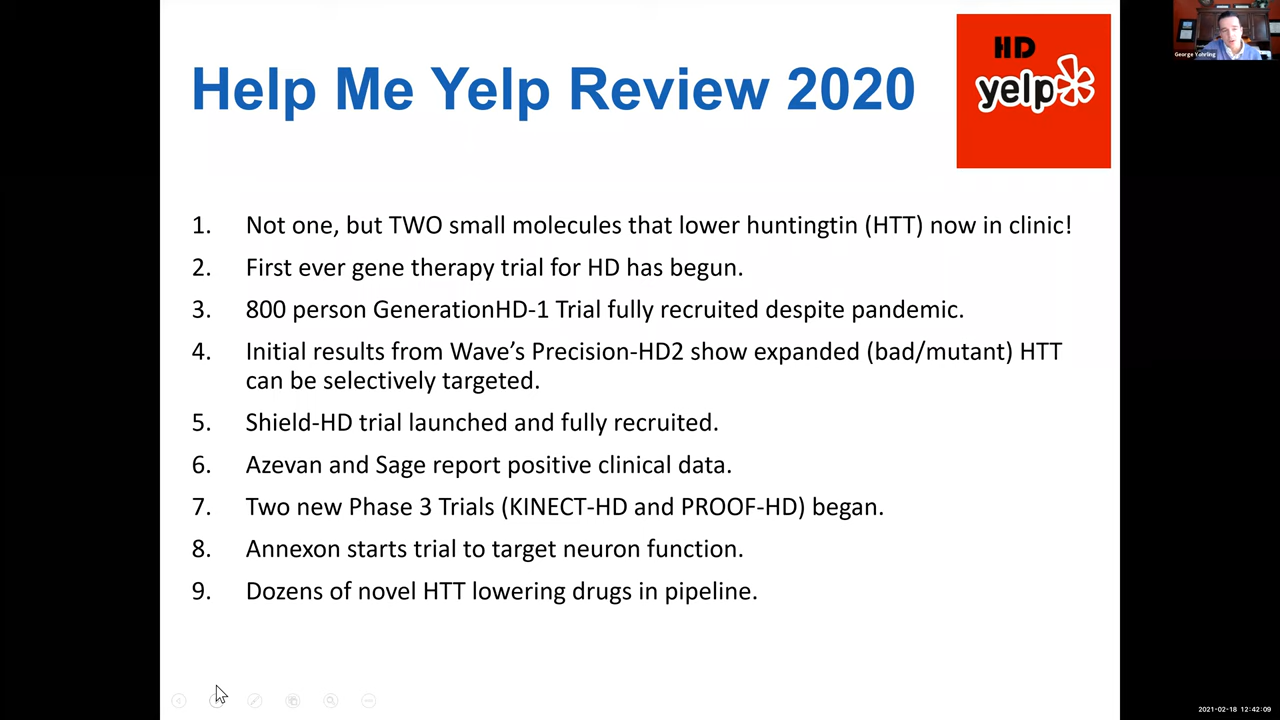 George Yohrling
Help Me Yelp Review 2020
HD
yelp
1. Not one, but TWO small molecules that lower huntingtin (HTT) now in clinic!
2. First ever gene therapy trial for HD has begun.
3. 800 person GenerationHD-1 Trial fully recruited despite pandemic.
4. Initial results from Wave’s Precision-HD2 show expanded (bad/mutant) HTT
can be selectively targeted.
5. Shield-HD trial launched and fully recruited.
6. Azevan and Sage report positive clinical data.
7. Two new Phase 3 Trials (KINECT-HD and PROOF-HD) began.
8. Annexon starts trial to target neuron function.
9. Dozens of novel HTT lowering drugs in pipeline.
2021-02-18 12:42:09